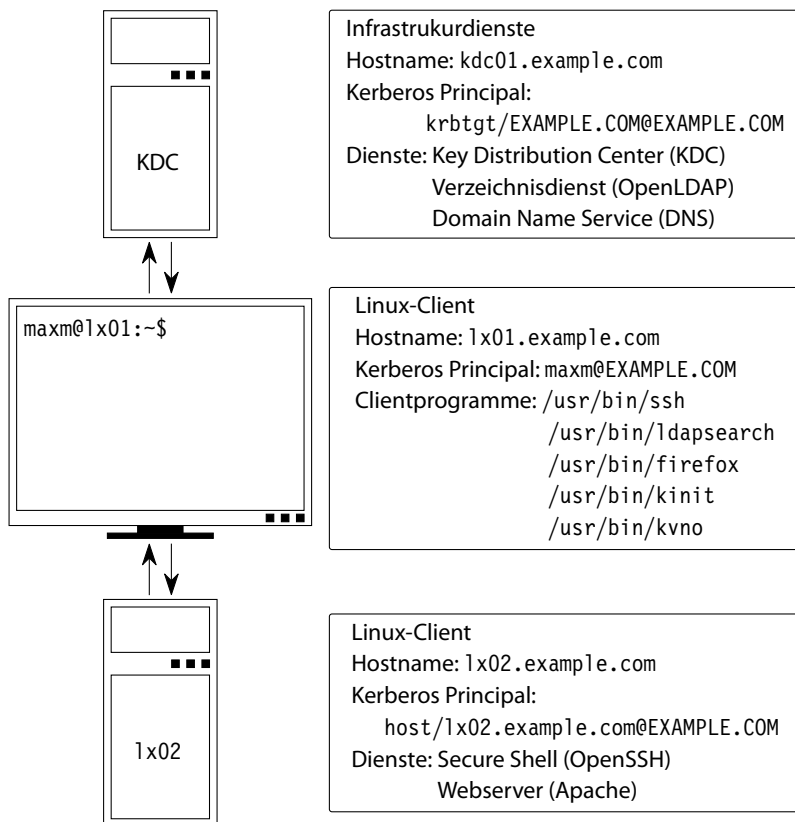 KDC
Infrastrukurdienste
Hostname: kdc01.example.com
Kerberos Principal:
krbtgt/EXAMPLE.COM@EXAMPLE.COM
Dienste: Key Distribution Center (KDC)
Verzeichnisdienst (OpenLDAP)
Domain Name Service (DNS)
maxm@lx01:~$
Linux-Client
Hostname: lx01.example.com
Kerberos Principal: maxm@EXAMPLE.COM
Clientprogramme: /usr/bin/ssh
/usr/bin/ldapsearch
/usr/bin/firefox
/usr/bin/kinit
/usr/bin/kvno
lx02
Linux-Client
Hostname: lx02.example.com
Kerberos Principal:
host/lx02.example.com@EXAMPLE.COM
Dienste: Secure Shell (OpenSSH)
Webserver (Apache)